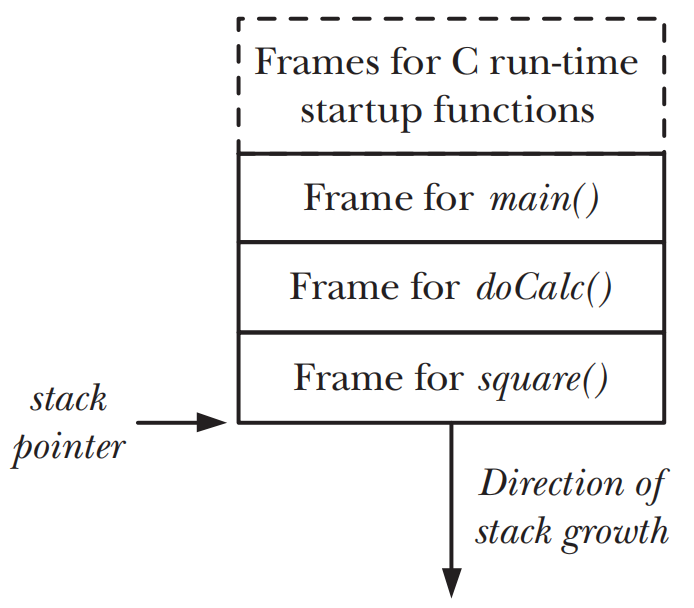 Frames for C run-time
startup functions
Frame for main()
Frame for doCalc()
Frame for square()
stack
pointer
Direction of
stack growth